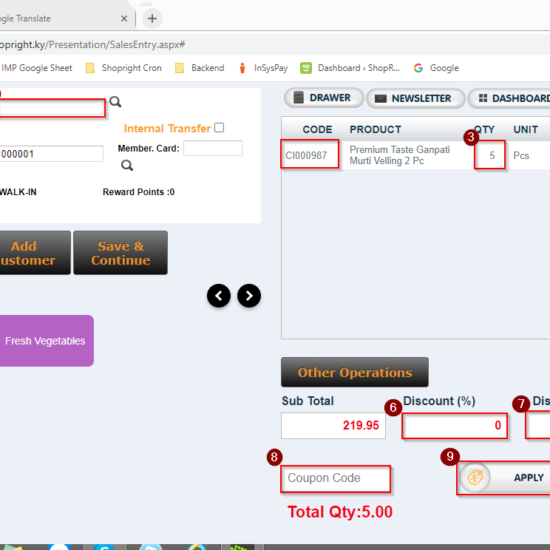 gle Translate
hopright.ky/Presentation/SalesEntry.aspx#
IMP Google Sheet
Shopright Cron
Backend
InSysPay
Dashboard ‹ ShopR...
Google
DRAWER
NEWSLETTER
DASHBOARD
Internal Transfer
000001
Member. Card:
WALK-IN
Reward Points :0
CODE
PRODUCT
QTY
UNIT
3
CI000987
Premium Taste Ganpati
Murti Velling 2 Pc
5
Pcs
Add
ustomer
Save &
Continue
Fresh Vegetables
Other Operations
Sub Total
6
Discount (%)
7
Dis
219.95
0
8
Coupon Code
9
APPLY
Total Qty:5.00